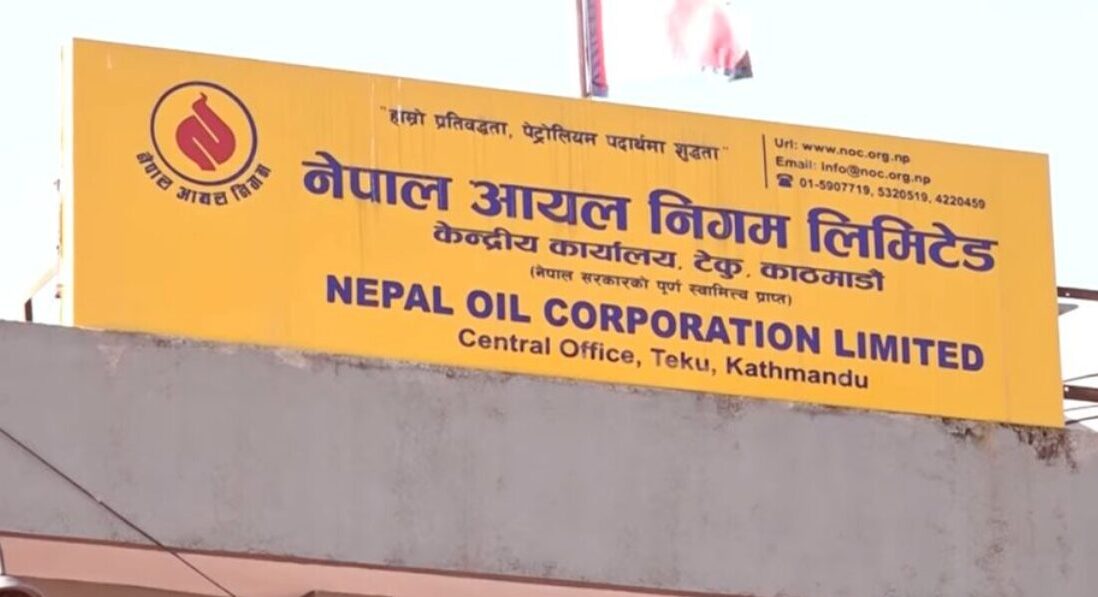 "हाम्रो प्रतिवद्धता, पेट्रोलियम पदार्थमा शुद्धता"
Url: www.noc.org.np
Email: info@noc.org.np
☎ 01-5907719, 5320519, 4220459
नेपाल आयल निगम
नेपाल आयल निगम लिमिटेड
केन्द्रीय कार्यालय, टेकु, काठमाडौं
(नेपाल सरकारको पूर्ण स्वामित्व प्राप्त)
NEPAL OIL CORPORATION LIMITED
Central Office, Teku, Kathmandu